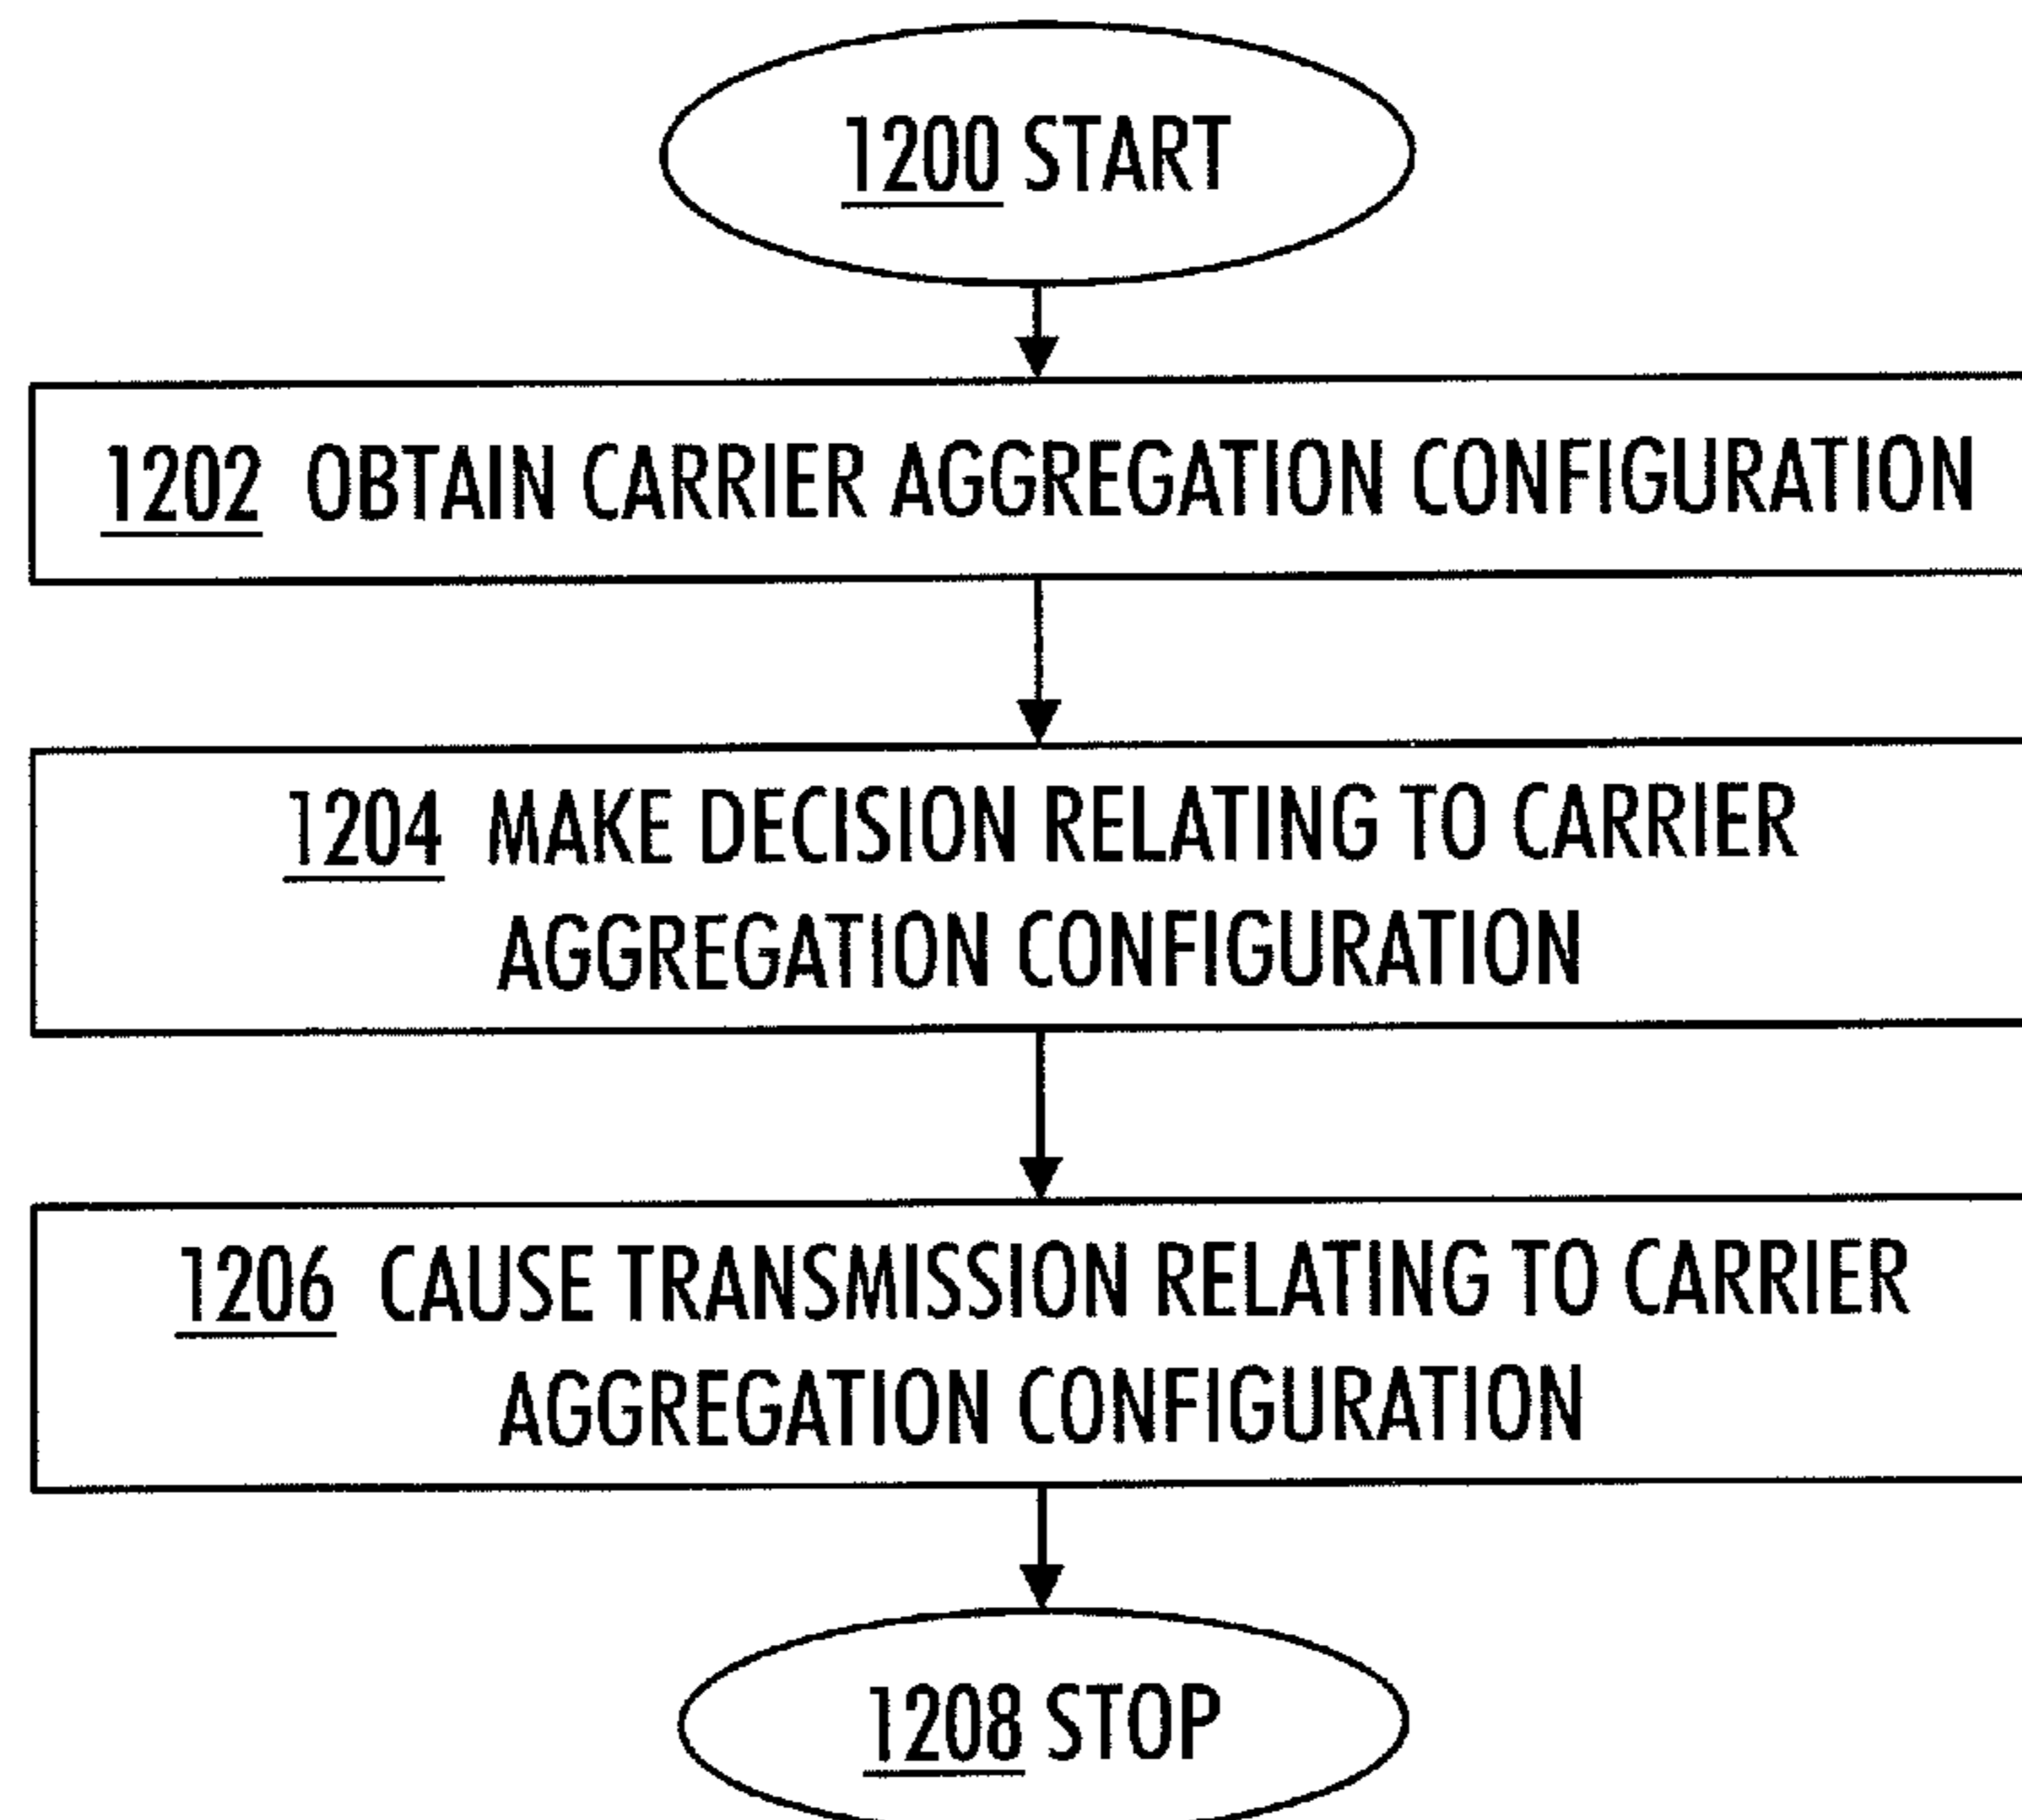 1200 START
1202 OBTAIN CARRIER AGGREGATION CONFIGURATION
1204 MAKE DECISION RELATING TO CARRIER
AGGREGATION CONFIGURATION
1206 CAUSE TRANSMISSION RELATING TO CARRIER
AGGREGATION CONFIGURATION
1208 STOP